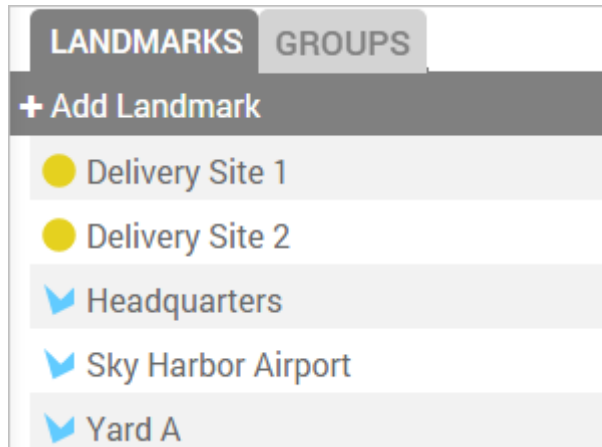 LANDMARKS GROUPS
+ Add Landmark
Delivery Site 1
Delivery Site 2
Headquarters
Sky Harbor Airport
Yard A